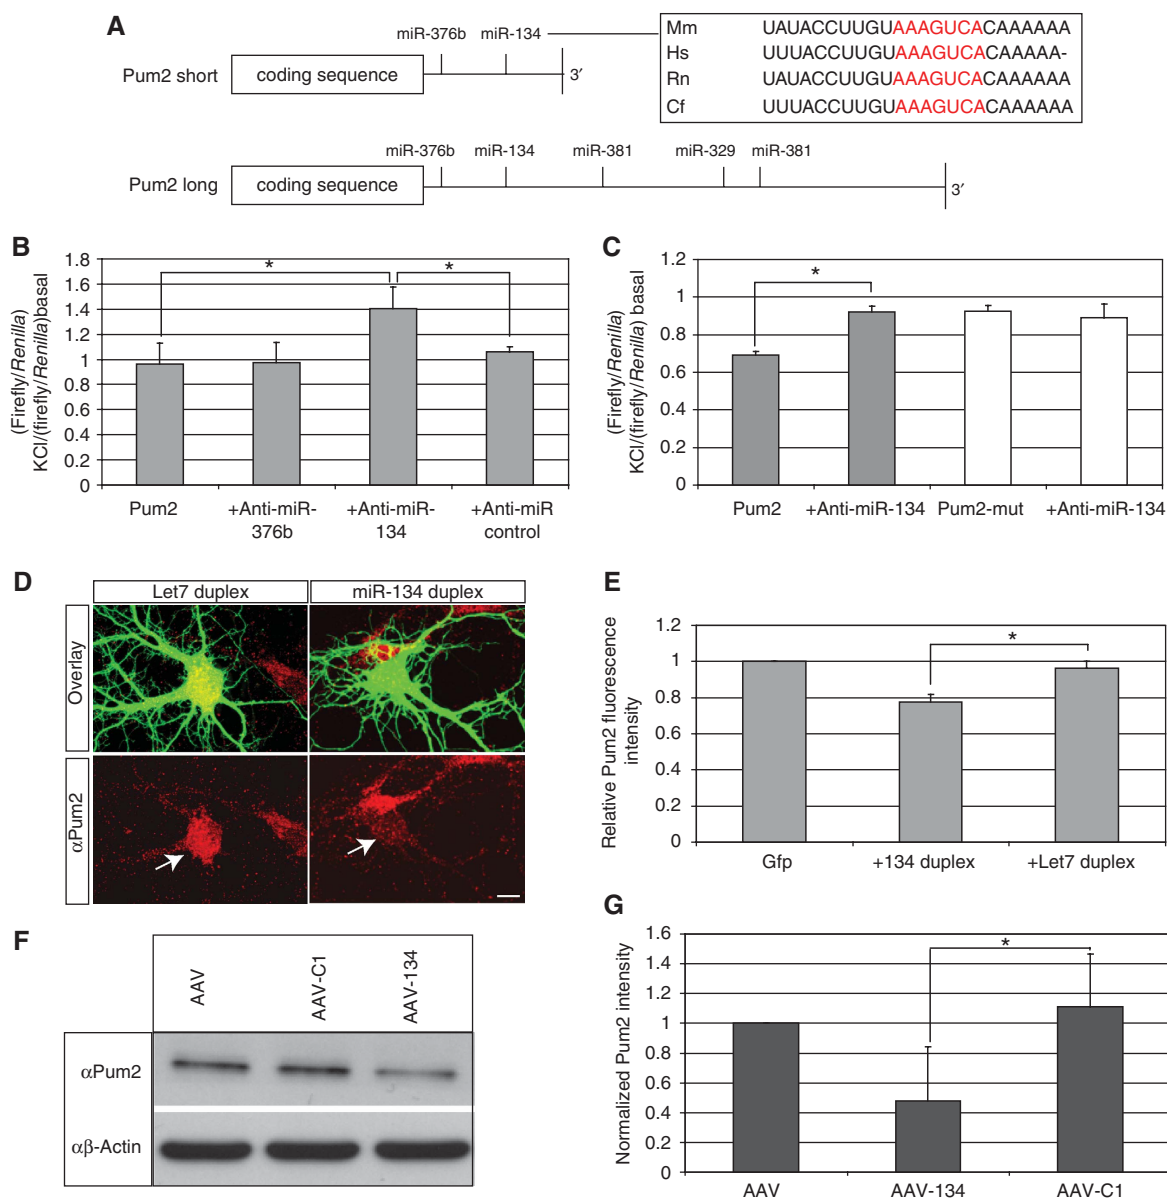 A
miR-376b miR-134
Pum2 short
coding sequence
3′
Mm UAUACCUUGUAAAGUCACAAAAAA
Hs UUUACCUUGUAAAGUCACAAAAA-
Rn UAUACCUUGUAAAGUCACAAAAAA
Cf UUUACCUUGUAAAGUCACAAAAAA
miR-376b miR-134 miR-381 miR-329 miR-381
Pum2 long
coding sequence
3′
B
(Firefly/Renilla)
KCl/(firefly/Renilla)basal
1.8
1.6
1.4
1.2
1
0.8
0.6
0.4
0.2
0
*
*
Pum2
+Anti-miR-
376b
+Anti-miR-
134
+Anti-miR
control
C
(Firefly/Renilla)
KCl/(firefly/Renilla) basal
1.2
1
0.8
0.6
0.4
0.2
0
*
Pum2
+Anti-miR-134
Pum2-mut
+Anti-miR-134
D
Let7 duplex
miR-134 duplex
Overlay
αPum2
E
Relative Pum2 fluorescence
intensity
1.2
1
0.8
0.6
0.4
0.2
0
*
Gfp
+134 duplex
+Let7 duplex
F
AAV
AAV-C1
AAV-134
αPum2
αβ-Actin
G
Normalized Pum2 intensity
1.6
1.4
1.2
1
0.8
0.6
0.4
0.2
0
*
AAV
AAV-134
AAV-C1